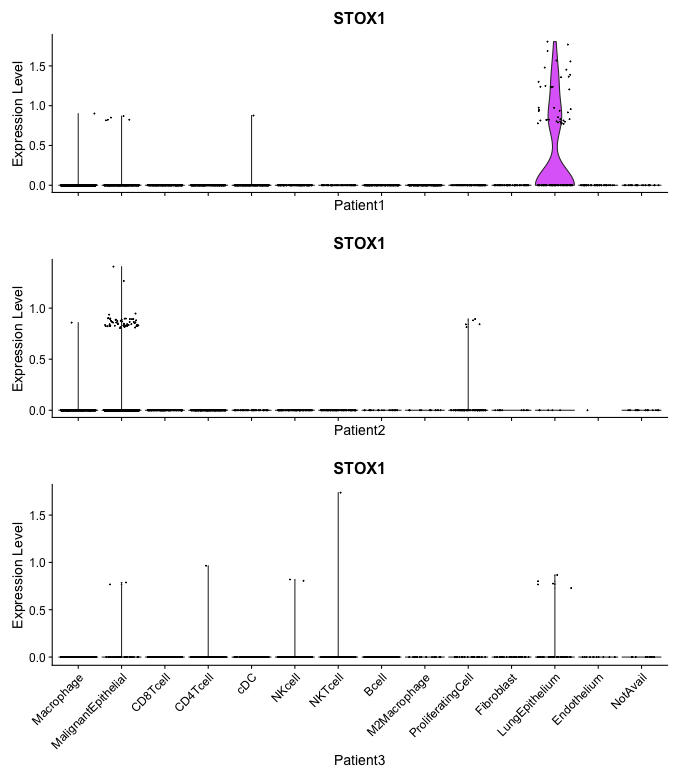 STOX1
Expression Level
1.5
1.0
0.5
0.0
Patient1
STOX1
Expression Level
1.0
0.5
0.0
Patient2
STOX1
Expression Level
1.5
1.0
0.5
0.0
Macrophage
MalignantEpithelial
CD8Tcell
CD4Tcell
cDC
NKcell
NKTcell
Bcell
M2Macrophage
ProliferatingCell
Fibroblast
LungEpithelium
Endothelium
NotAvail
Patient3